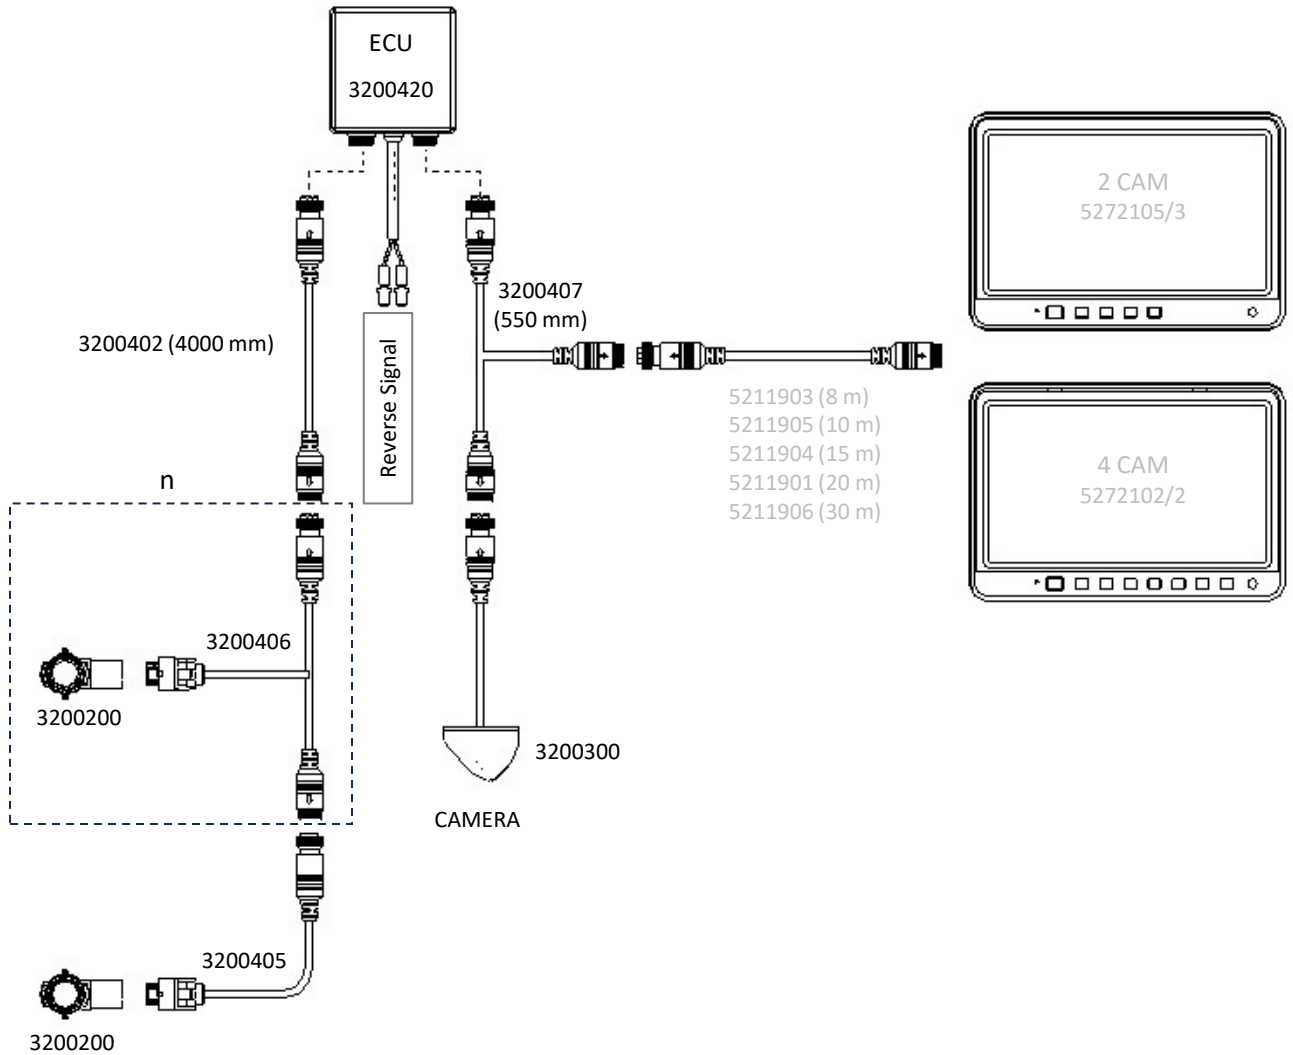 ECU
3200420
2 CAM
5272105/3
3200407
(550 mm)
3200402 (4000 mm)
Reverse Signal
5211903 (8 m)
5211905 (10 m)
5211904 (15 m)
5211901 (20 m)
5211906 (30 m)
4 CAM
5272102/2
n
3200406
3200200
3200300
CAMERA
3200405
3200200